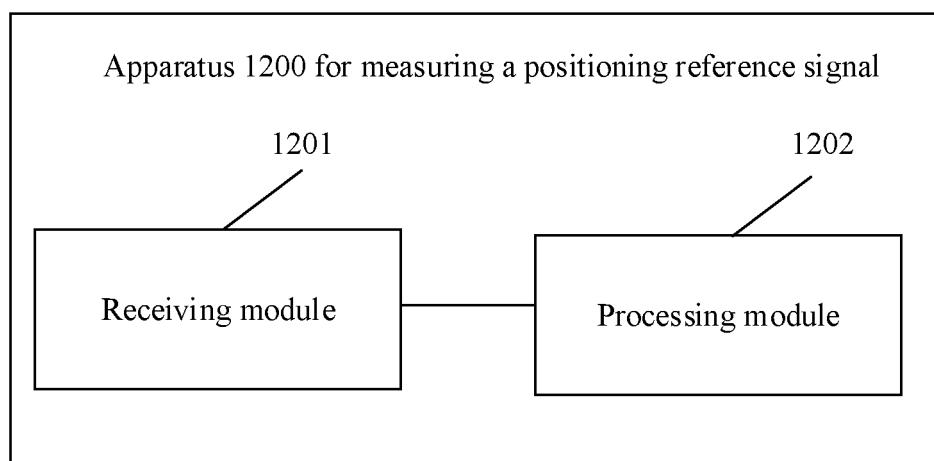 Apparatus 1200 for measuring a positioning reference signal
1201
1202
Receiving module
Processing module